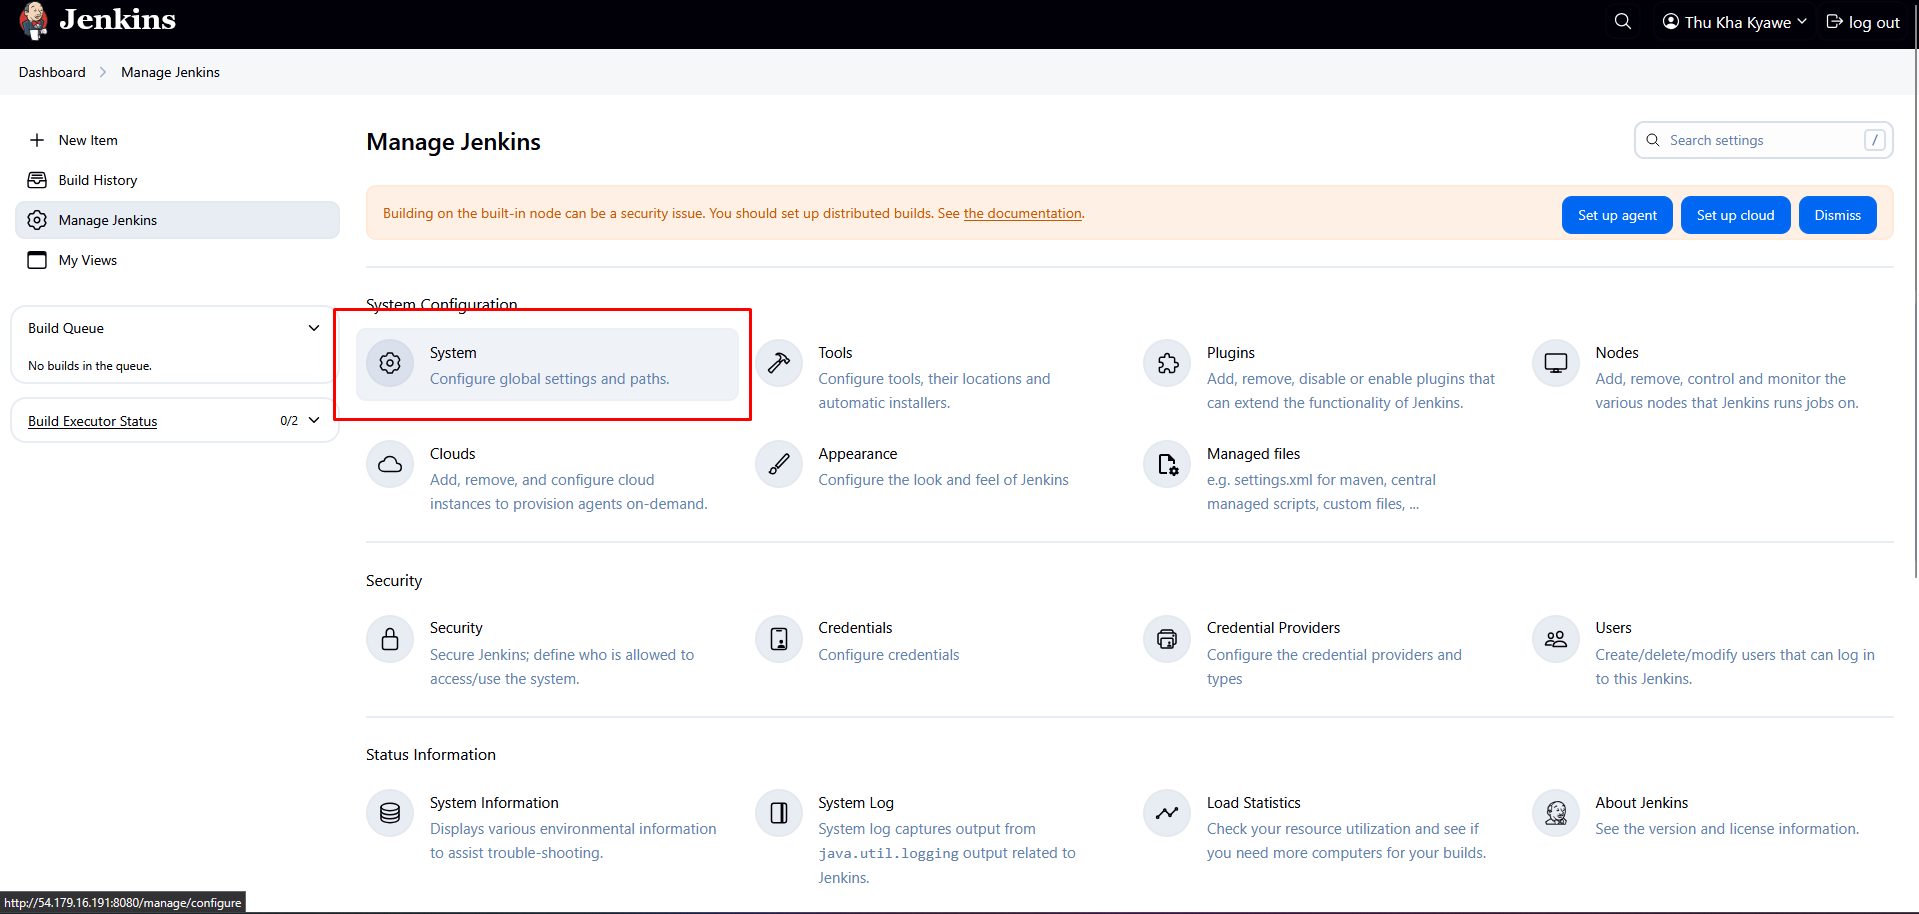 Jenkins
Thu Kha Kyawe
log out
Dashboard
Manage Jenkins
New Item
Build History
Manage Jenkins
My Views
Build Queue
No builds in the queue.
Build Executor Status
0/2
Manage Jenkins
Search settings
/
Building on the built-in node can be a security issue. You should set up distributed builds. See the documentation.
Set up agent
Set up cloud
Dismiss
System Configuration
System
Configure global settings and paths.
Tools
Configure tools, their locations and
automatic installers.
Plugins
Add, remove, disable or enable plugins that
can extend the functionality of Jenkins.
Nodes
Add, remove, control and monitor the
various nodes that Jenkins runs jobs on.
Clouds
Add, remove, and configure cloud
instances to provision agents on-demand.
Appearance
Configure the look and feel of Jenkins
Managed files
e.g. settings.xml for maven, central
managed scripts, custom files, ...
Security
Security
Secure Jenkins; define who is allowed to
access/use the system.
Credentials
Configure credentials
Credential Providers
Configure the credential providers and
types
Users
Create/delete/modify users that can log in
to this Jenkins.
Status Information
System Information
Displays various environmental information
to assist trouble-shooting.
System Log
System log captures output from
java.util.logging output related to
Jenkins.
Load Statistics
Check your resource utilization and see if
you need more computers for your builds.
About Jenkins
See the version and license information.
http://54.179.16.191:8080/manage/configure